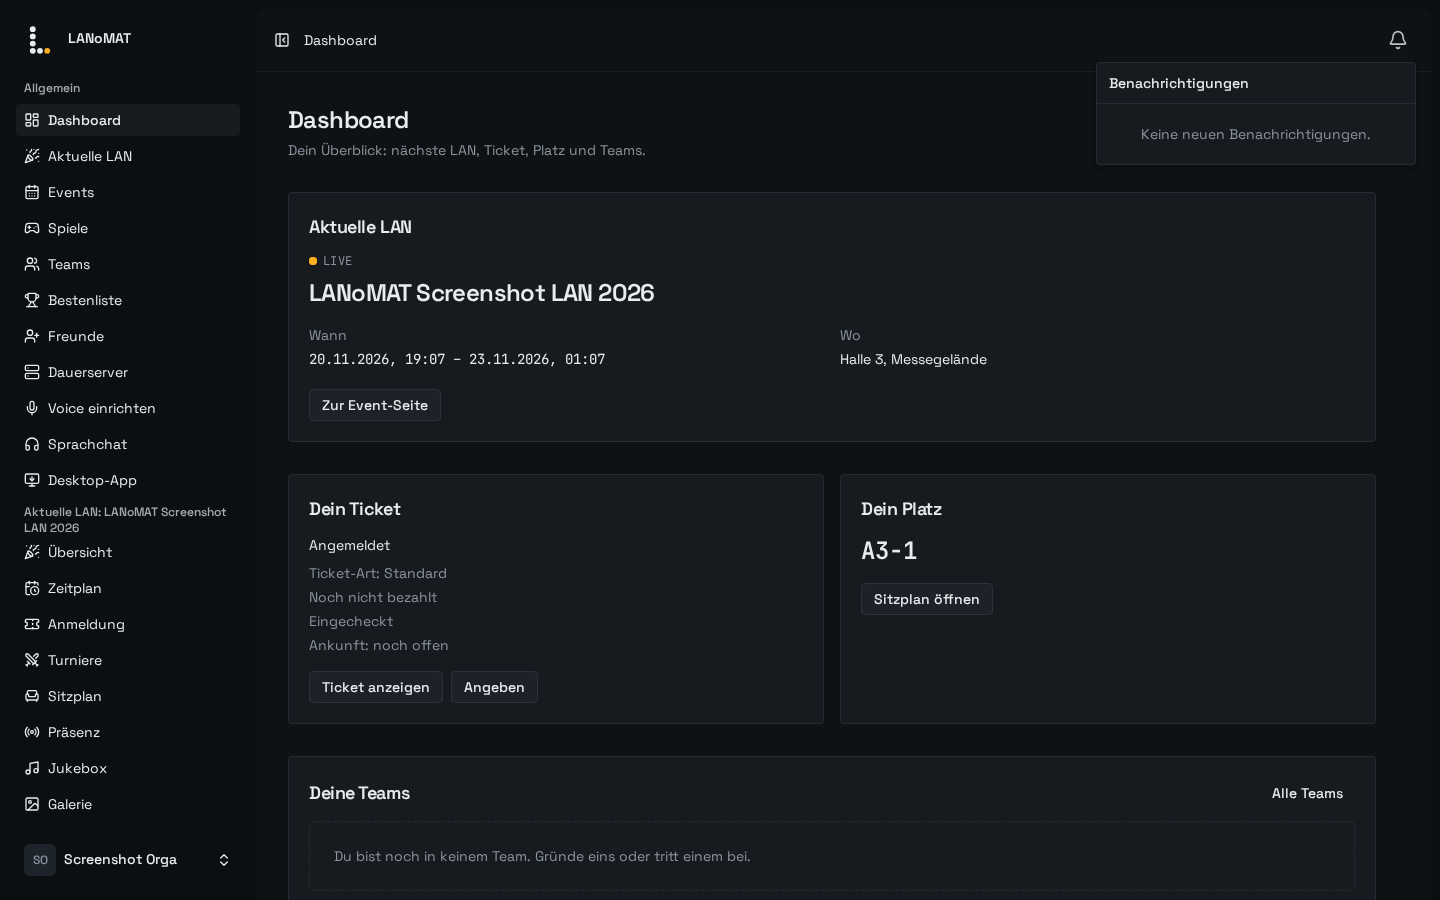 LANoMAT
Allgemein
Dashboard
Aktuelle LAN
Events
Spiele
Teams
Bestenliste
Freunde
Dauerserver
Voice einrichten
Sprachchat
Desktop-App
Aktuelle LAN: LANoMAT Screenshot
LAN 2026
Übersicht
Zeitplan
Anmeldung
Turniere
Sitzplan
Präsenz
Jukebox
Galerie
SO
Screenshot Orga
Dashboard
Benachrichtigungen
Keine neuen Benachrichtigungen.
Dashboard
Dein Überblick: nächste LAN, Ticket, Platz und Teams.
Aktuelle LAN
LIVE
LANoMAT Screenshot LAN 2026
Wann
20.11.2026, 19:07 – 23.11.2026, 01:07
Wo
Halle 3, Messegelände
Zur Event-Seite
Dein Ticket
Angemeldet
Ticket-Art: Standard
Noch nicht bezahlt
Eingecheckt
Ankunft: noch offen
Ticket anzeigen
Angeben
Dein Platz
A3-1
Sitzplan öffnen
Deine Teams
Alle Teams
Du bist noch in keinem Team. Gründe eins oder tritt einem bei.